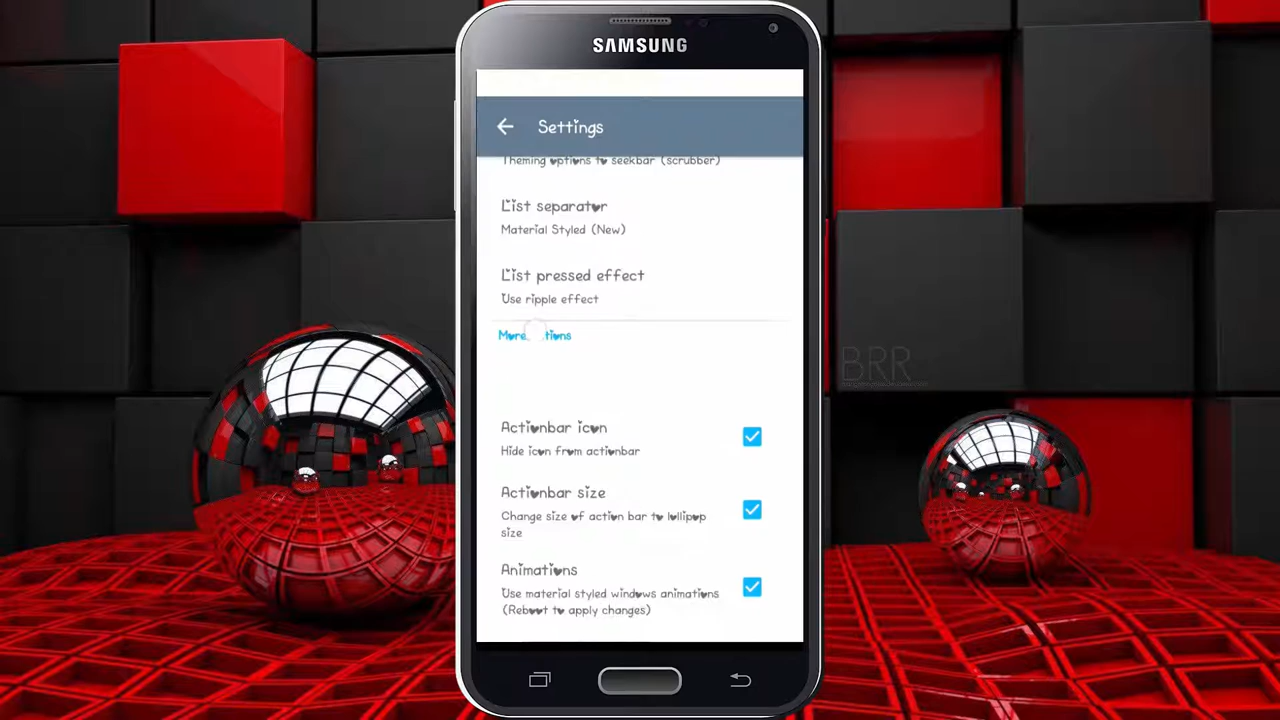 SAMSUNG
Settings
Theming options to seekbar (scrubber)
List separator
Material Styled (New)
List pressed effect
Use ripple effect
Actionbar icon
Hide icon from actionbar
Actionbar size
Change size of action bar to lollipop
size
Animations
Use material styled windows animations
(Reboot to apply changes)
BRR